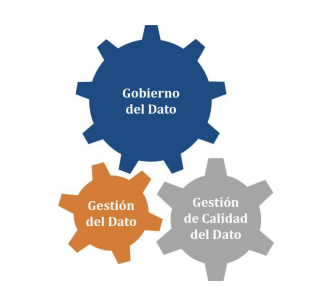 Gobierno
del Dato
Gestión
del Dato
Gestión
de Calidad
del Dato